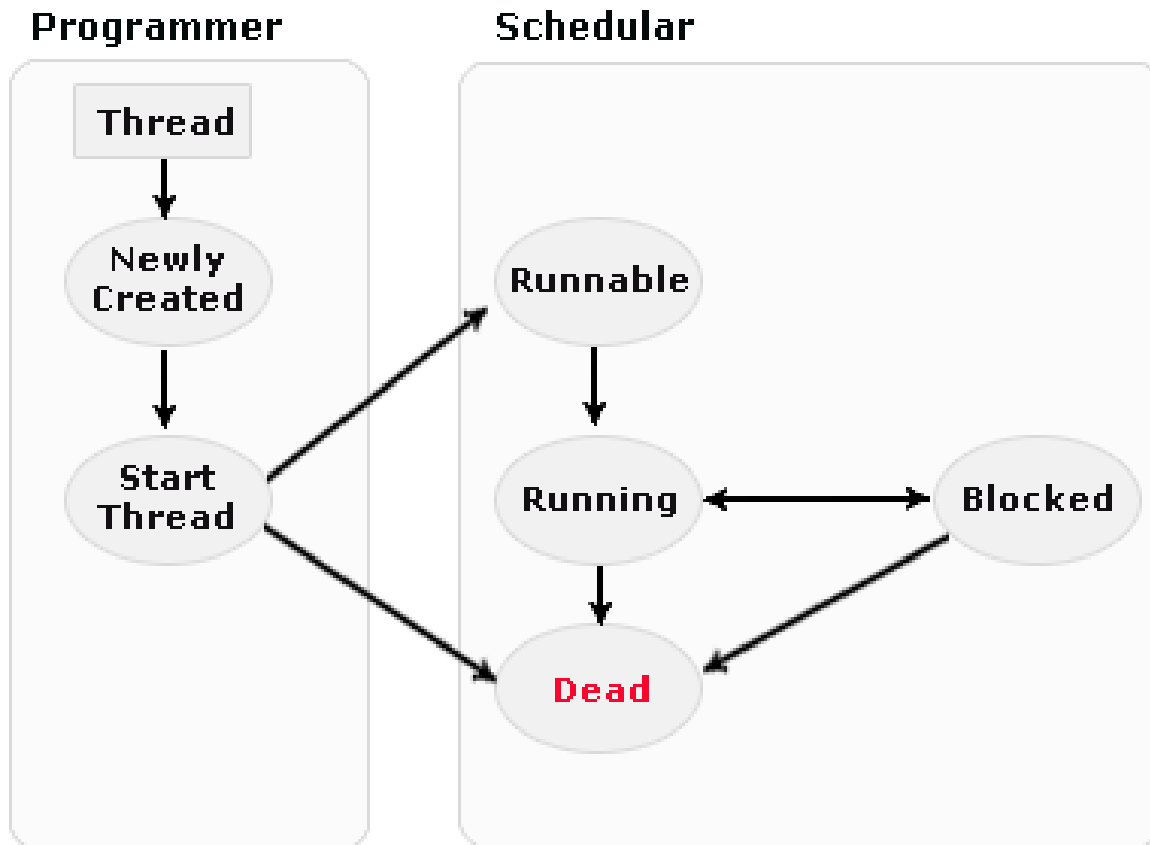 Programmer
Schedular
Thread
Newly
Created
Start
Thread
Runnable
Running
Blocked
Dead